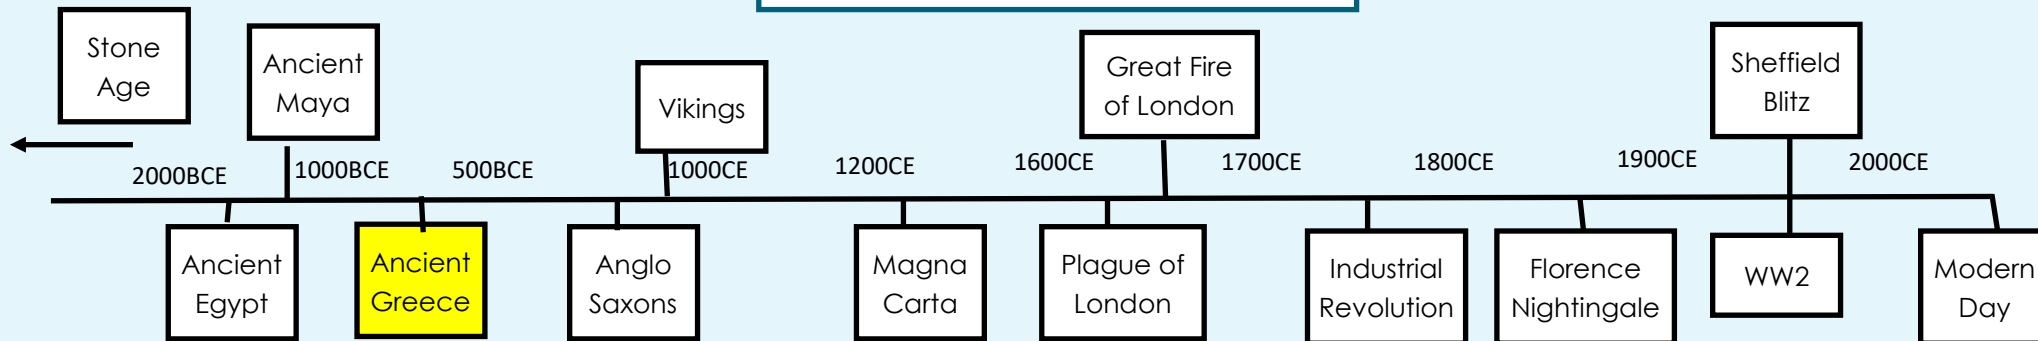 Stone
Age
Ancient
Maya
Vikings
Great Fire
of London
Sheffield
Blitz
2000BCE
1000BCE
500BCE
1000CE
1200CE
1600CE
1700CE
1800CE
1900CE
2000CE
Ancient
Egypt
Ancient
Greece
Anglo
Saxons
Magna
Carta
Plague of
London
Industrial
Revolution
Florence
Nightingale
WW2
Modern
Day